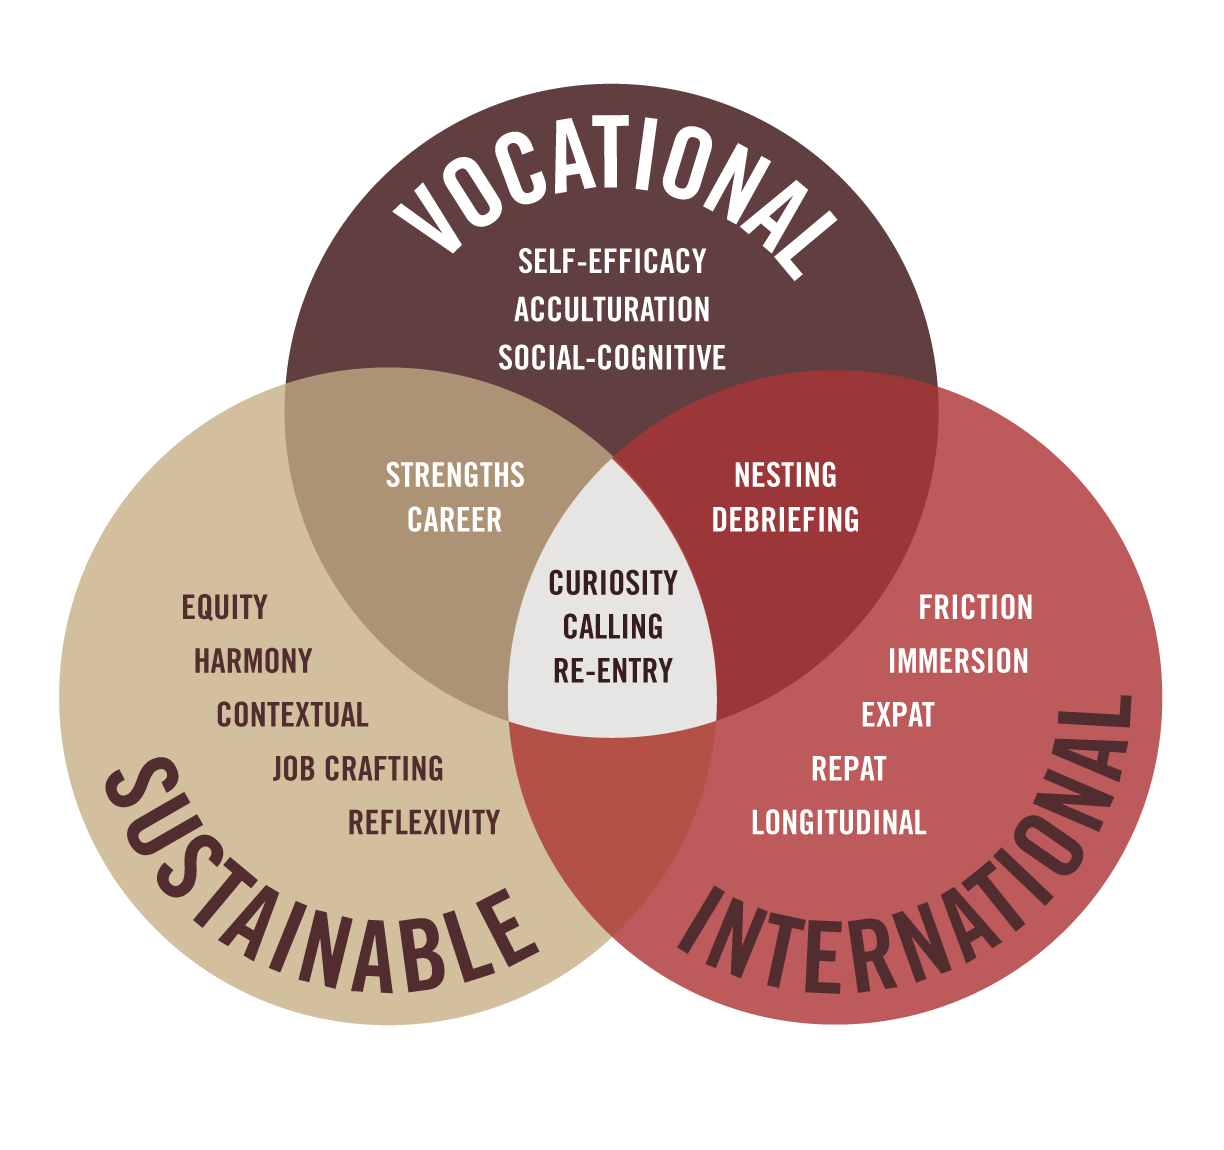 VOCATIONAL
SELF-EFFICACY
ACCULTURATION
SOCIAL-COGNITIVE
STRENGTHS
CAREER
NESTING
DEBRIEFING
CURIOSITY
CALLING
RE-ENTRY
EQUITY
HARMONY
CONTEXTUAL
JOB CRAFTING
REFLEXIVITY
SUSTAINABLE
FRICTION
IMMERSION
EXPAT
REPAT
LONGITUDINAL
INTERNATIONAL